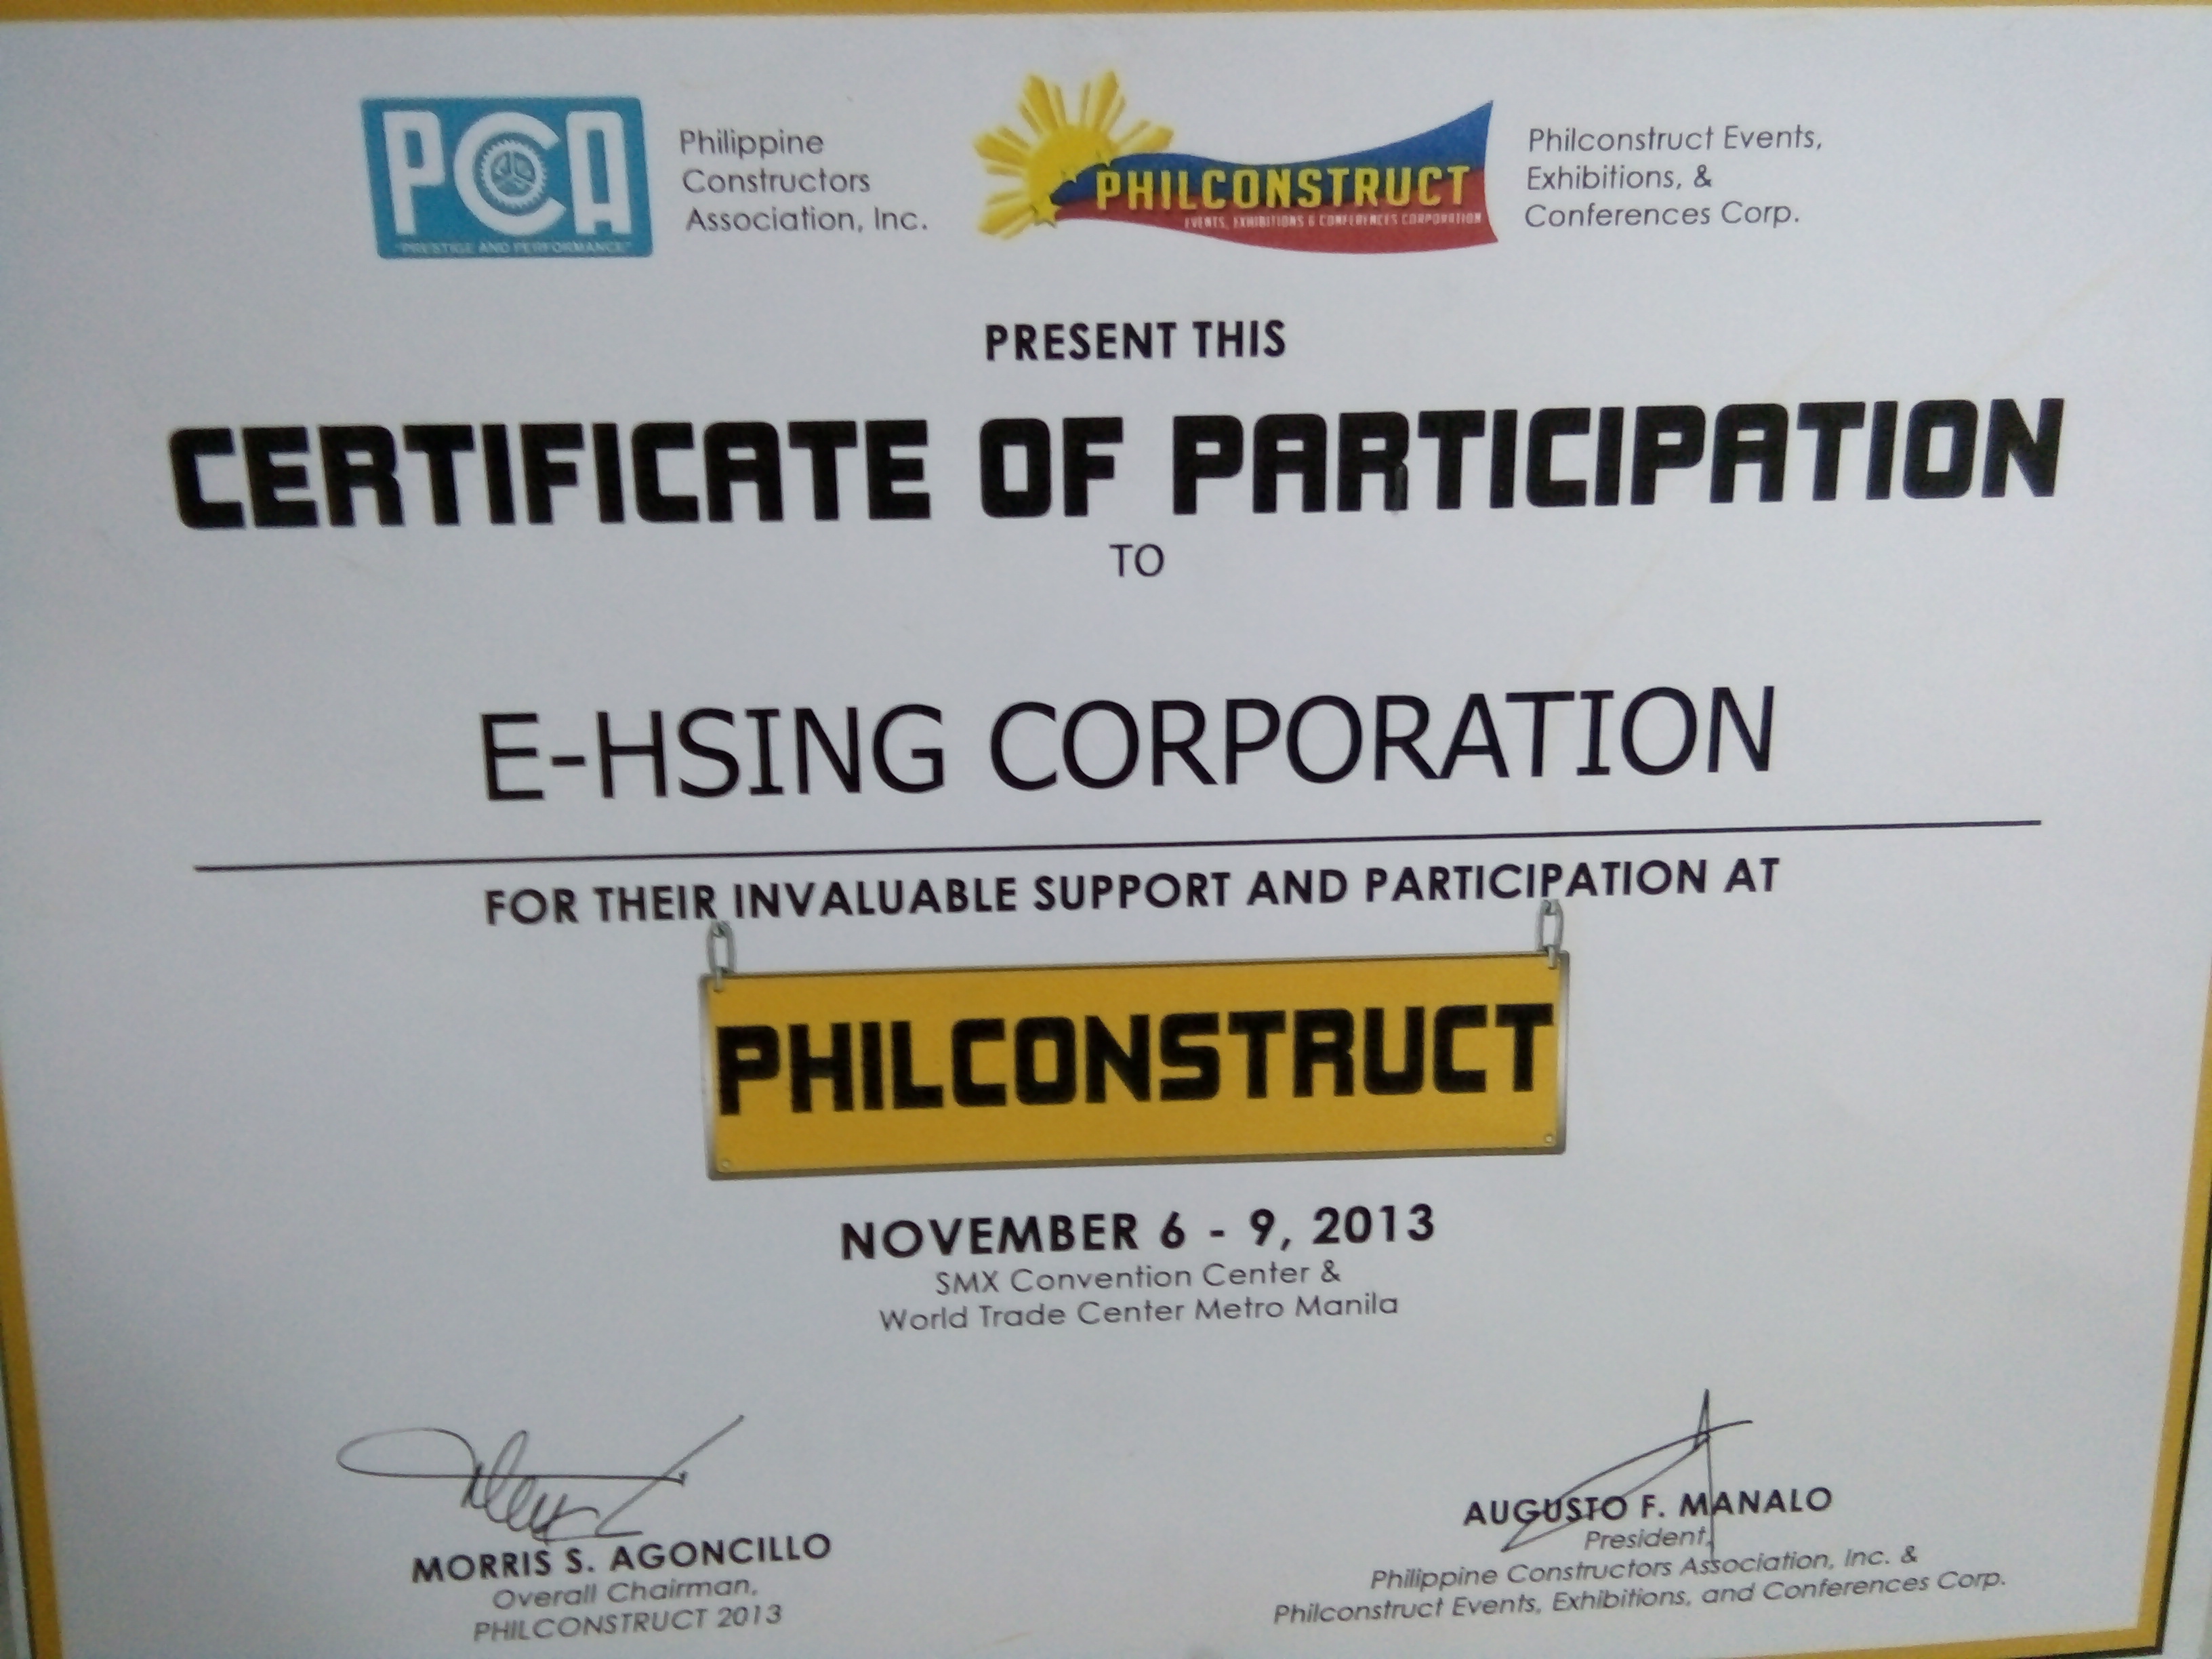 PCA
"PRESTIGE AND PERFORMANCE"
Philippine
Constructors
Association, Inc.
PHILCONSTRUCT
EVENTS, EXHIBITIONS & CONFERENCES CORPORATION
Philconstruct Events,
Exhibitions, &
Conferences Corp.
PRESENT THIS
CERTIFICATE OF PARTICIPATION
TO
E-HSING CORPORATION
FOR THEIR INVALUABLE SUPPORT AND PARTICIPATION AT
PHILCONSTRUCT
NOVEMBER 6 - 9, 2013
SMX Convention Center &
World Trade Center Metro Manila
MORRIS S. AGONCILLO
Overall Chairman,
PHILCONSTRUCT 2013
AUGUSTO F. MANALO
President,
Philippine Constructors Association, Inc. &
Philconstruct Events, Exhibitions, and Conferences Corp.